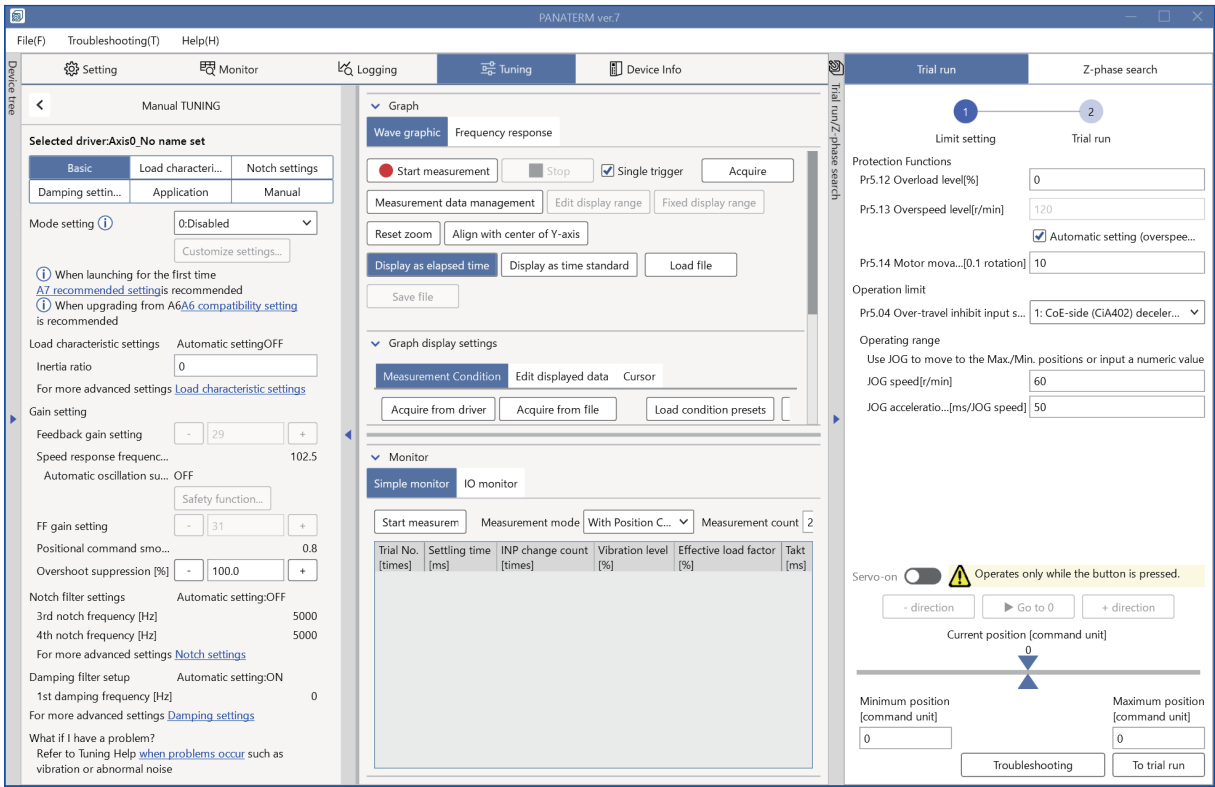 PANATERM ver.7
File(F) Troubleshooting(T) Help(H)
Device tree
Setting Monitor Logging Tuning Device Info
Manual TUNING
Selected driver:Axis0_No name set
Basic Load characteri... Notch settings
Damping settin... Application Manual
Mode setting 0:Disabled
Customize settings...
When launching for the first time
A7 recommended settingis recommended
When upgrading from A6A6 compatibility setting
is recommended
Load characteristic settings Automatic settingOFF
Inertia ratio 0
For more advanced settings Load characteristic settings
Gain setting
Feedback gain setting - 29 +
Speed response frequenc... 102.5
Automatic oscillation su... OFF
Safety function...
FF gain setting - 31 +
Positional command smo... 0.8
Overshoot suppression [%] - 100.0 +
Notch filter settings Automatic setting:OFF
3rd notch frequency [Hz] 5000
4th notch frequency [Hz] 5000
For more advanced settings Notch settings
Damping filter setup Automatic setting:ON
1st damping frequency [Hz] 0
For more advanced settings Damping settings
What if I have a problem?
Refer to Tuning Help when problems occur such as
vibration or abnormal noise
Graph
Wave graphic Frequency response
Start measurement Stop Single trigger Acquire
Measurement data management Edit display range Fixed display range
Reset zoom Align with center of Y-axis
Display as elapsed time Display as time standard Load file
Save file
Graph display settings
Measurement Condition Edit displayed data Cursor
Acquire from driver Acquire from file Load condition presets
Monitor
Simple monitor IO monitor
Start measurem Measurement mode With Position C... Measurement count 2
Trial No. Settling time INP change count Vibration level Effective load factor Takt
[times] [ms] [times] [%] [%] [ms]
Trial run/Z-phase search
Trial run Z-phase search
1 2
Limit setting Trial run
Protection Functions
Pr5.12 Overload level[%] 0
Pr5.13 Overspeed level[r/min] 120
Automatic setting (overspee...
Pr5.14 Motor mova...[0.1 rotation] 10
Operation limit
Pr5.04 Over-travel inhibit input s... 1: CoE-side (CiA402) deceler...
Operating range
Use JOG to move to the Max./Min. positions or input a numeric value
JOG speed[r/min] 60
JOG acceleratio...[ms/JOG speed] 50
Servo-on Operates only while the button is pressed.
- direction Go to 0 + direction
Current position [command unit]
0
Minimum position Maximum position
[command unit] [command unit]
0 0
Troubleshooting To trial run